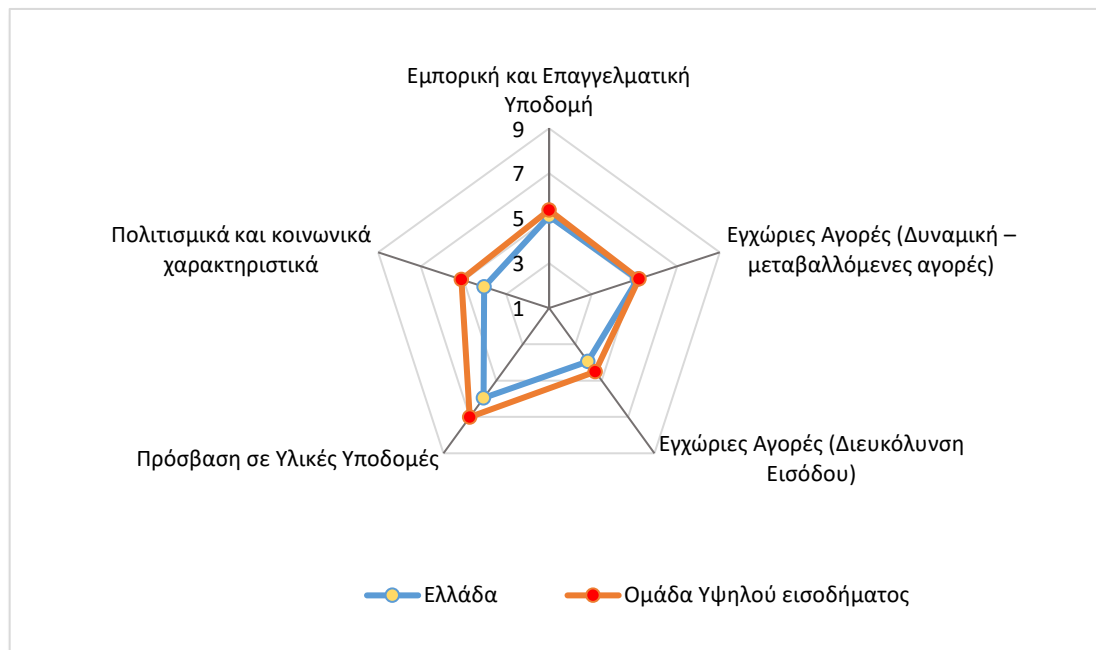 Εμπορική και Επαγγελματική
Υποδομή
9
7
5
3
1
Εγχώριες Αγορές (Δυναμική –
μεταβαλλόμενες αγορές)
Εγχώριες Αγορές (Διευκόλυνση
Εισόδου)
Πρόσβαση σε Υλικές Υποδομές
Πολιτισμικά και κοινωνικά
χαρακτηριστικά
Ελλάδα
Ομάδα Υψηλού εισοδήματος